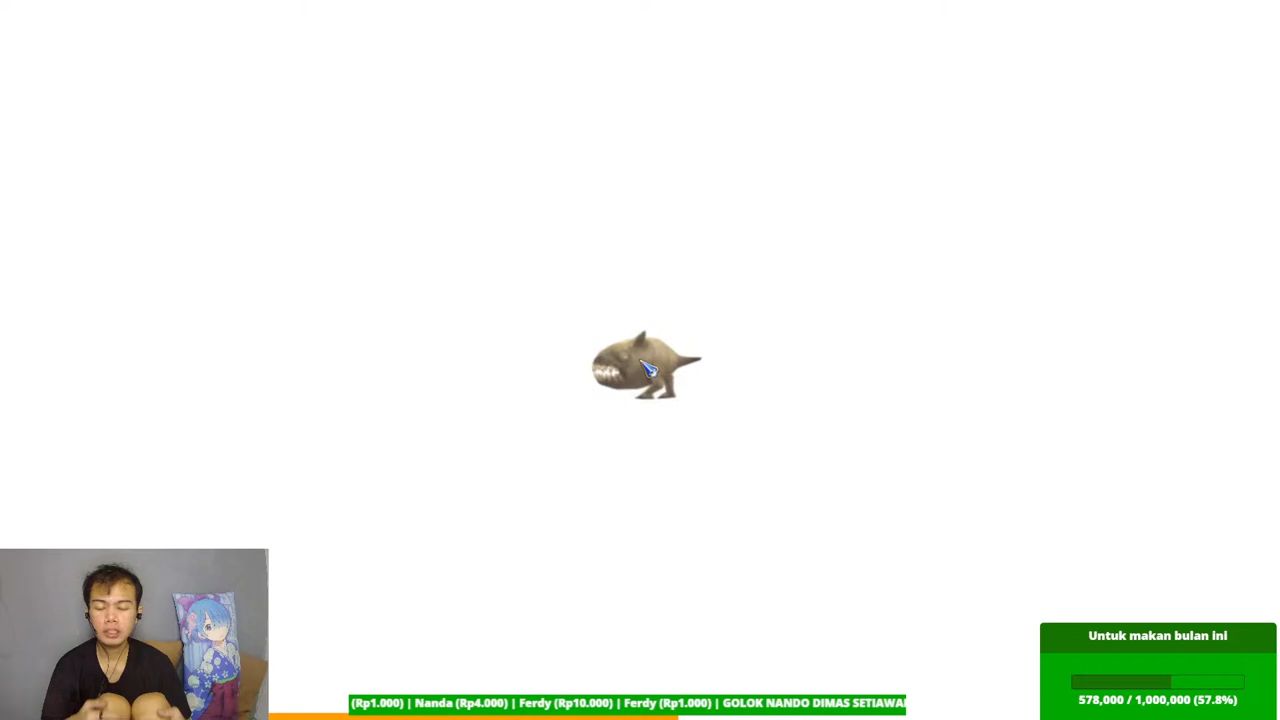 Untuk makan bulan ini
578,000 / 1,000,000 (57.8%)
(Rp1.000) | Nanda (Rp4.000) | Ferdy (Rp10.000) | Ferdy (Rp1.000) | GOLOK NANDO DIMAS SETIAWAN